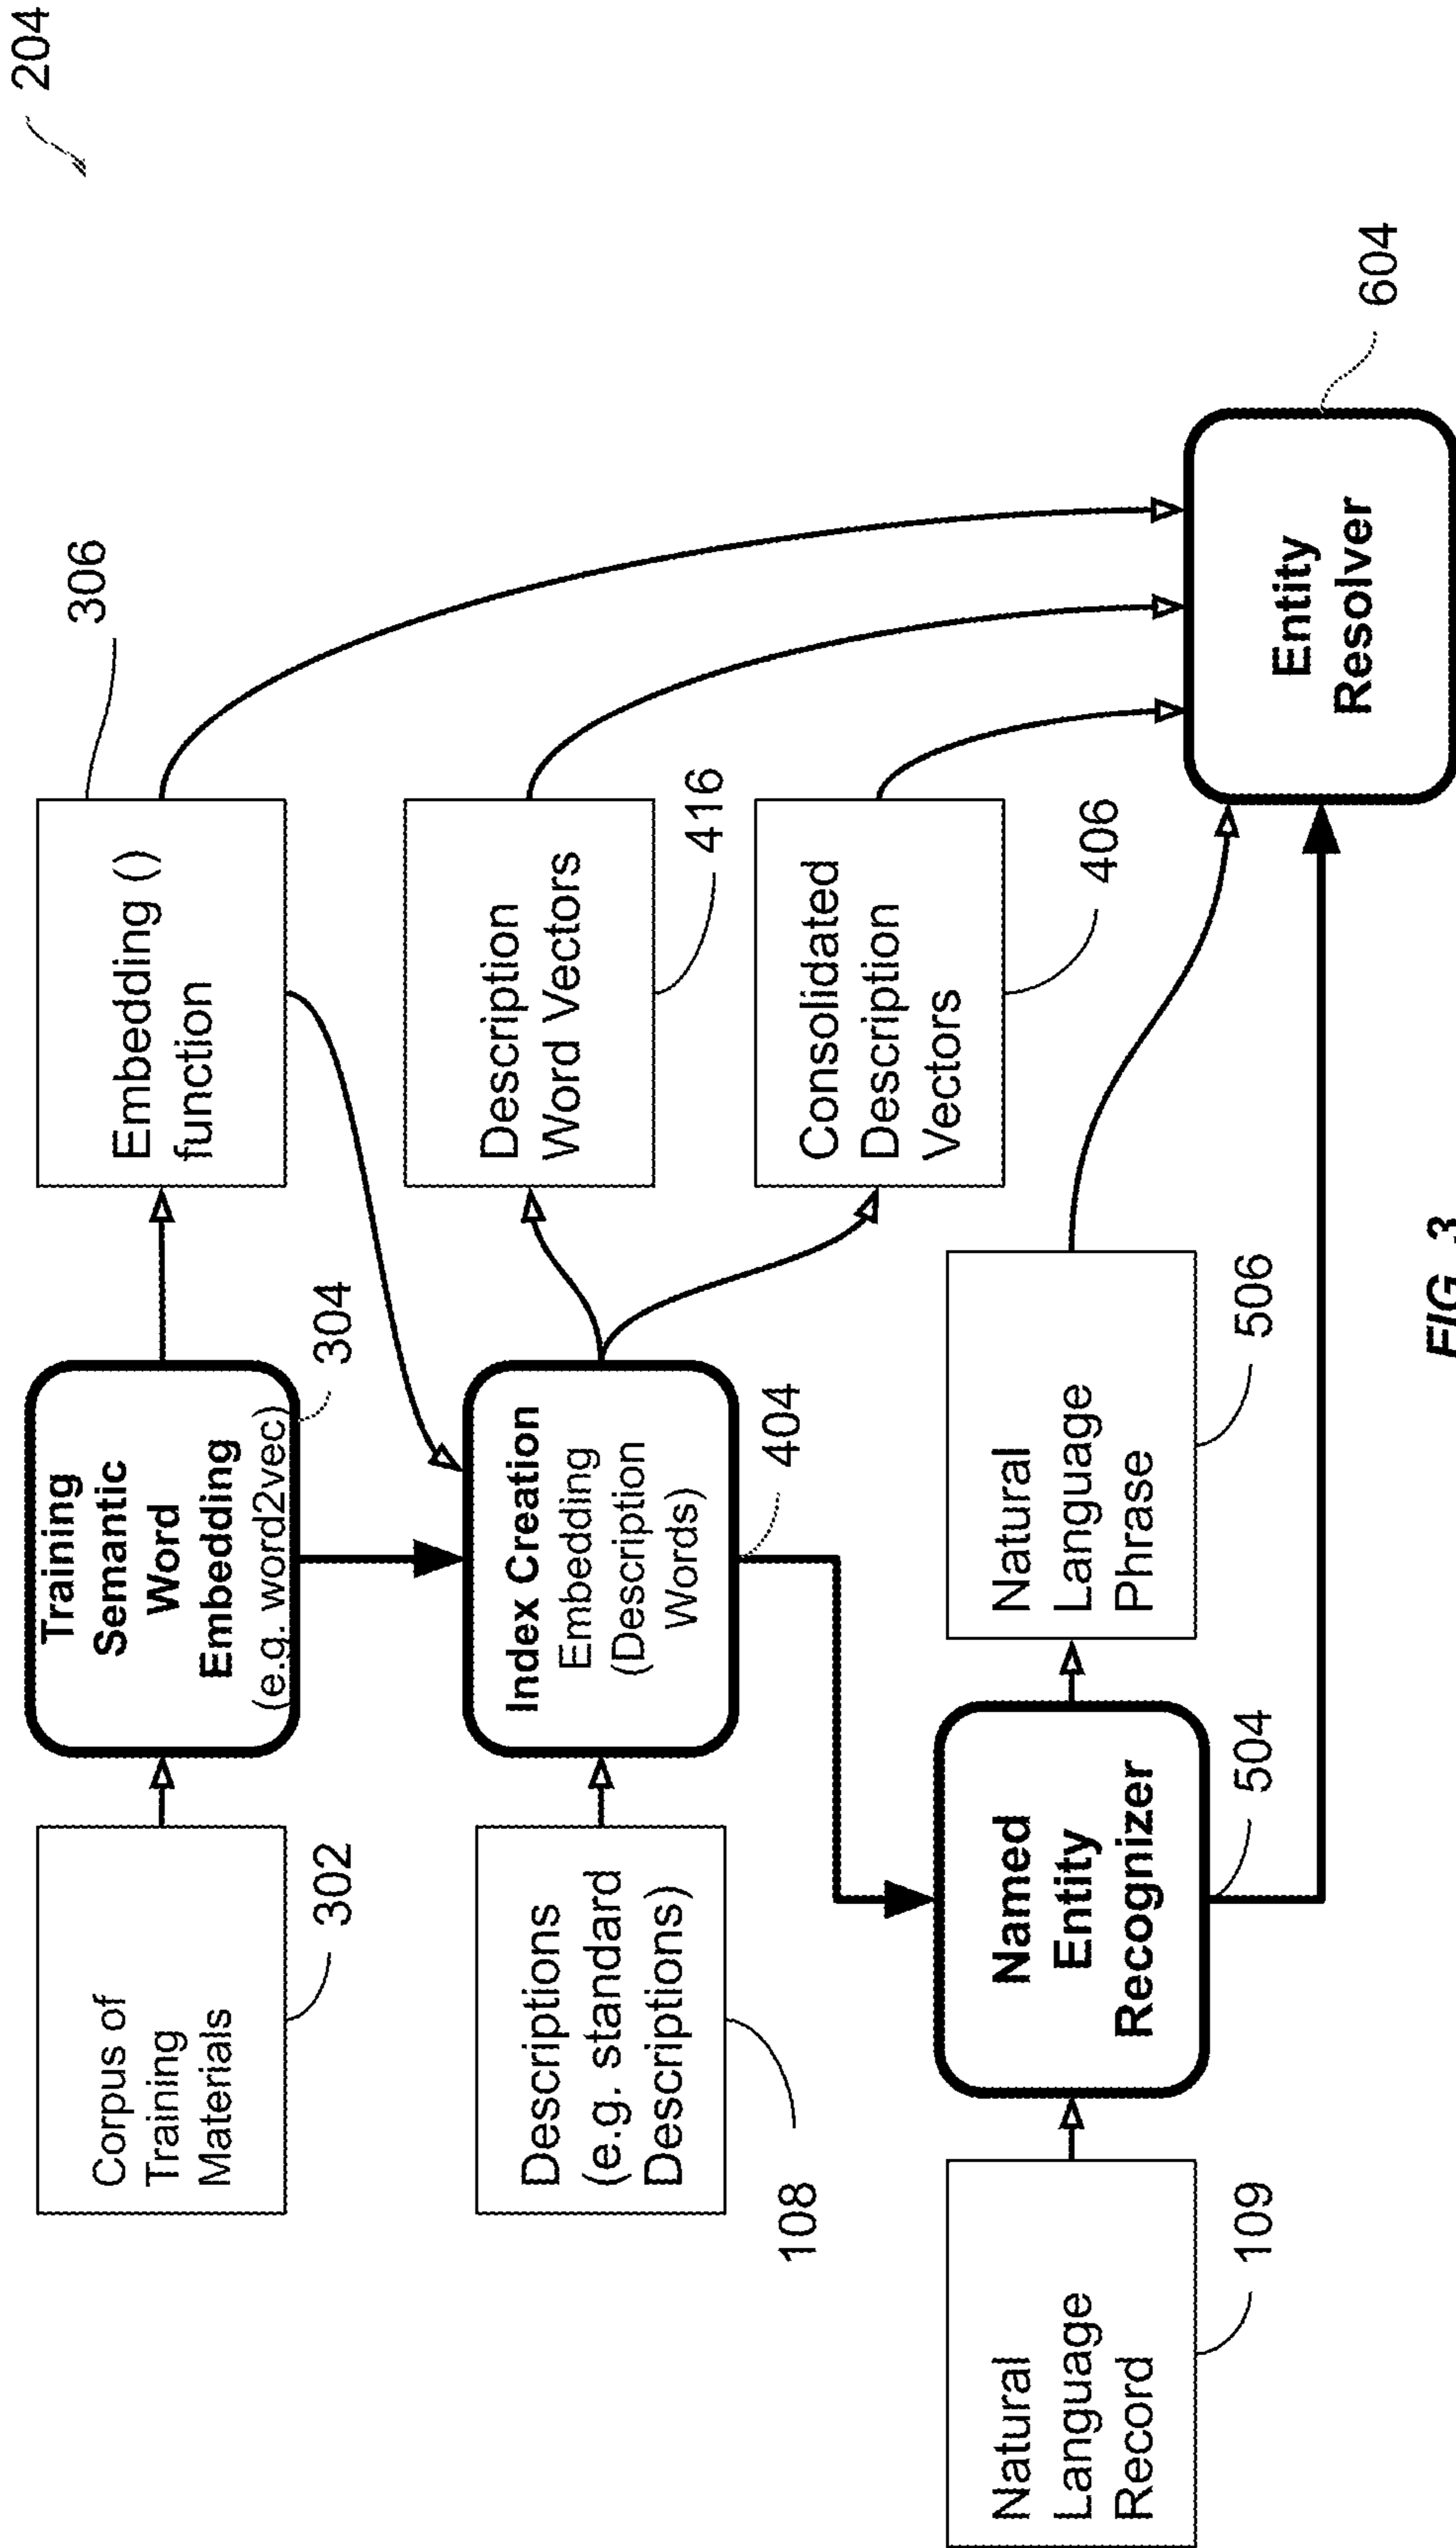 204
Corpus of
Training
Materials
302
Training
Semantic
Word
Embedding
(e.g. word2vec)
304
Embedding ()
function
306
Descriptions
(e.g. standard
Descriptions)
108
Index Creation
Embedding
(Description
Words)
404
Description
Word Vectors
416
Consolidated
Description
Vectors
406
Natural
Language
Record
109
Named
Entity
Recognizer
504
Natural
Language
Phrase
506
Entity
Resolver
604
FIG. 3